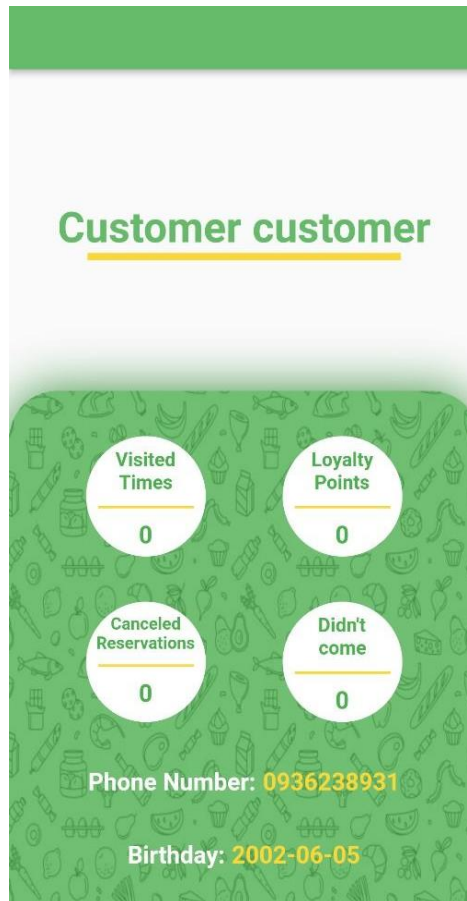 Customer customer
Visited
Times
0
Loyalty
Points
0
Canceled
Reservations
0
Didn't
come
0
Phone Number: 0936238931
Birthday: 2002-06-05